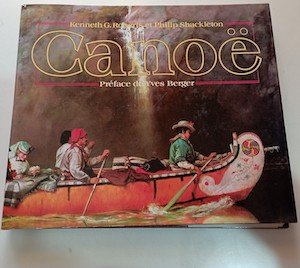 Kenneth G. Roberts et Philip Shackleton
Canoë
Préface de Yves Berger